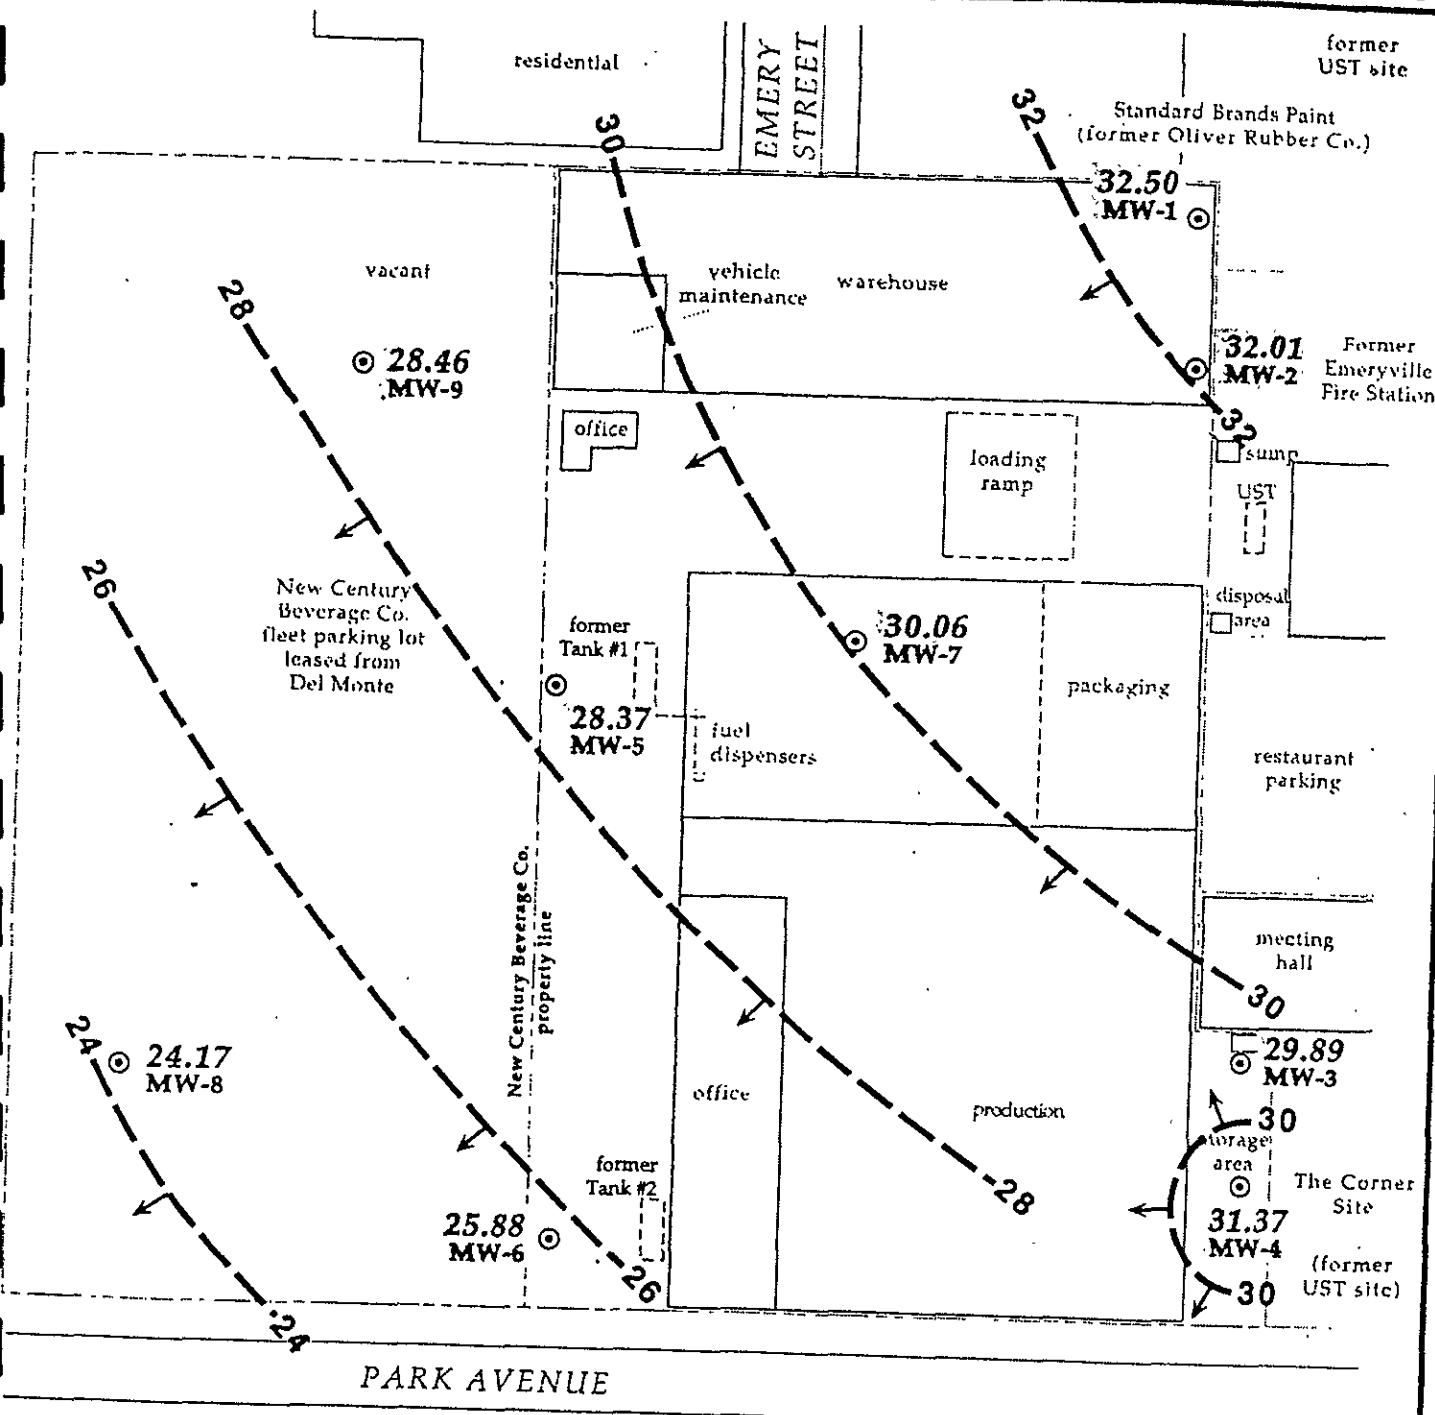 residential
EMERY
STREET
former
UST site
Standard Brands Paint
(former Oliver Rubber Co.)
30
32
32.50
MW-1
vacant
vehicle
maintenance
warehouse
28
28.46
MW-9
32.01
MW-2
Former
Emeryville
Fire Station
32
office
loading
ramp
sump
UST
26
New Century
Beverage Co.
fleet parking lot
leased from
Del Monte
former
Tank #1
30.06
MW-7
disposal
area
packaging
28.37
MW-5
fuel
dispensers
restaurant
parking
New Century Beverage Co.
property line
meeting
hall
30
24
24.17
MW-8
29.89
MW-3
office
production
30
storage
area
former
Tank #2
28
The Corner
Site
31.37
MW-4
25.88
MW-6
(former
UST site)
26
30
24
PARK AVENUE